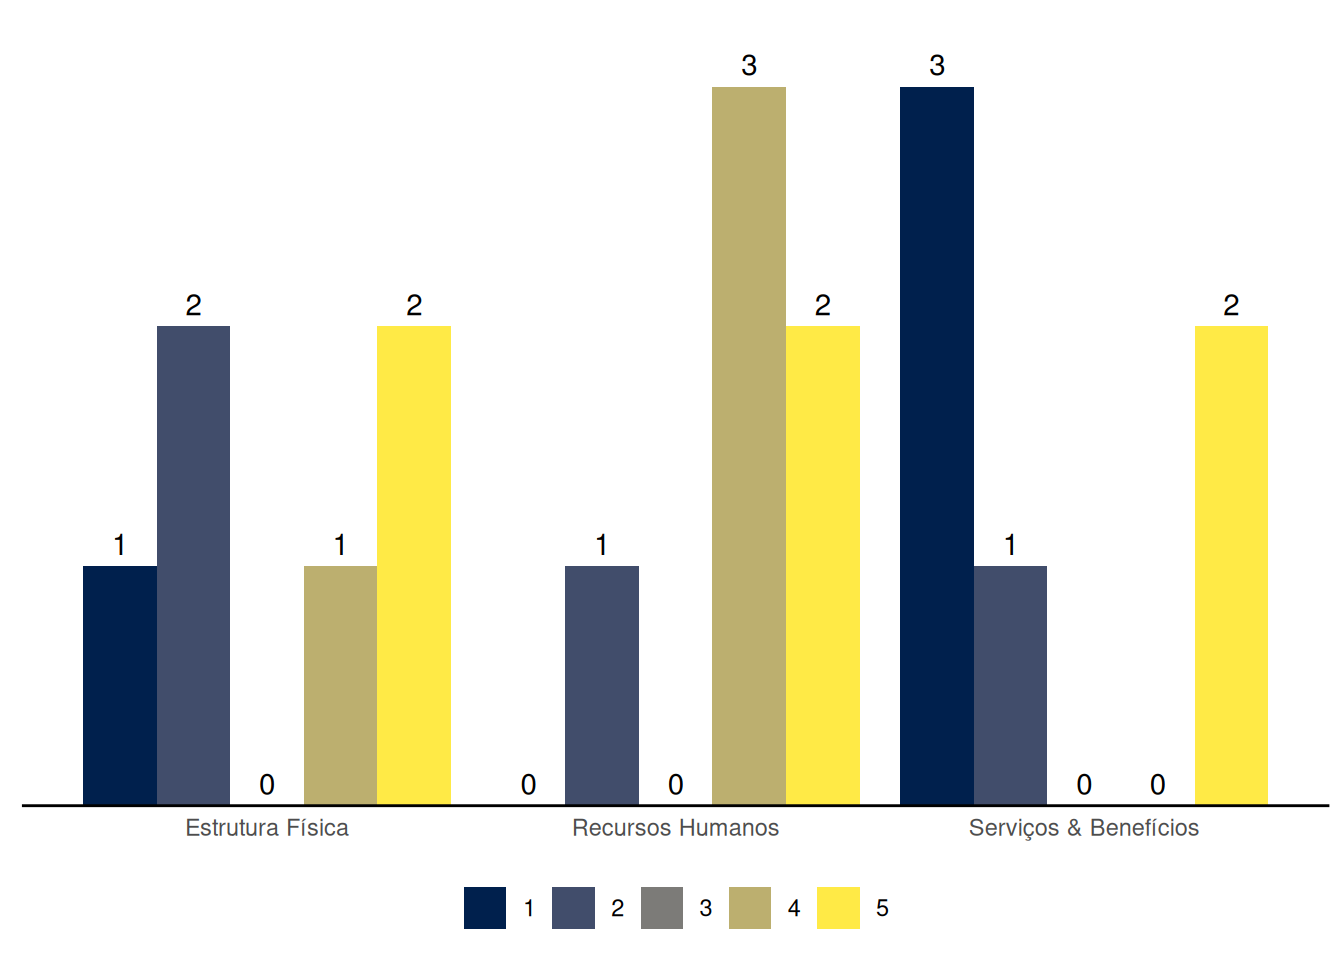 3 3
2 2 2 2
1 1 1 1
0 0 0 0 0
Estrutura Física Recursos Humanos Serviços & Benefícios
1 2 3 4 5